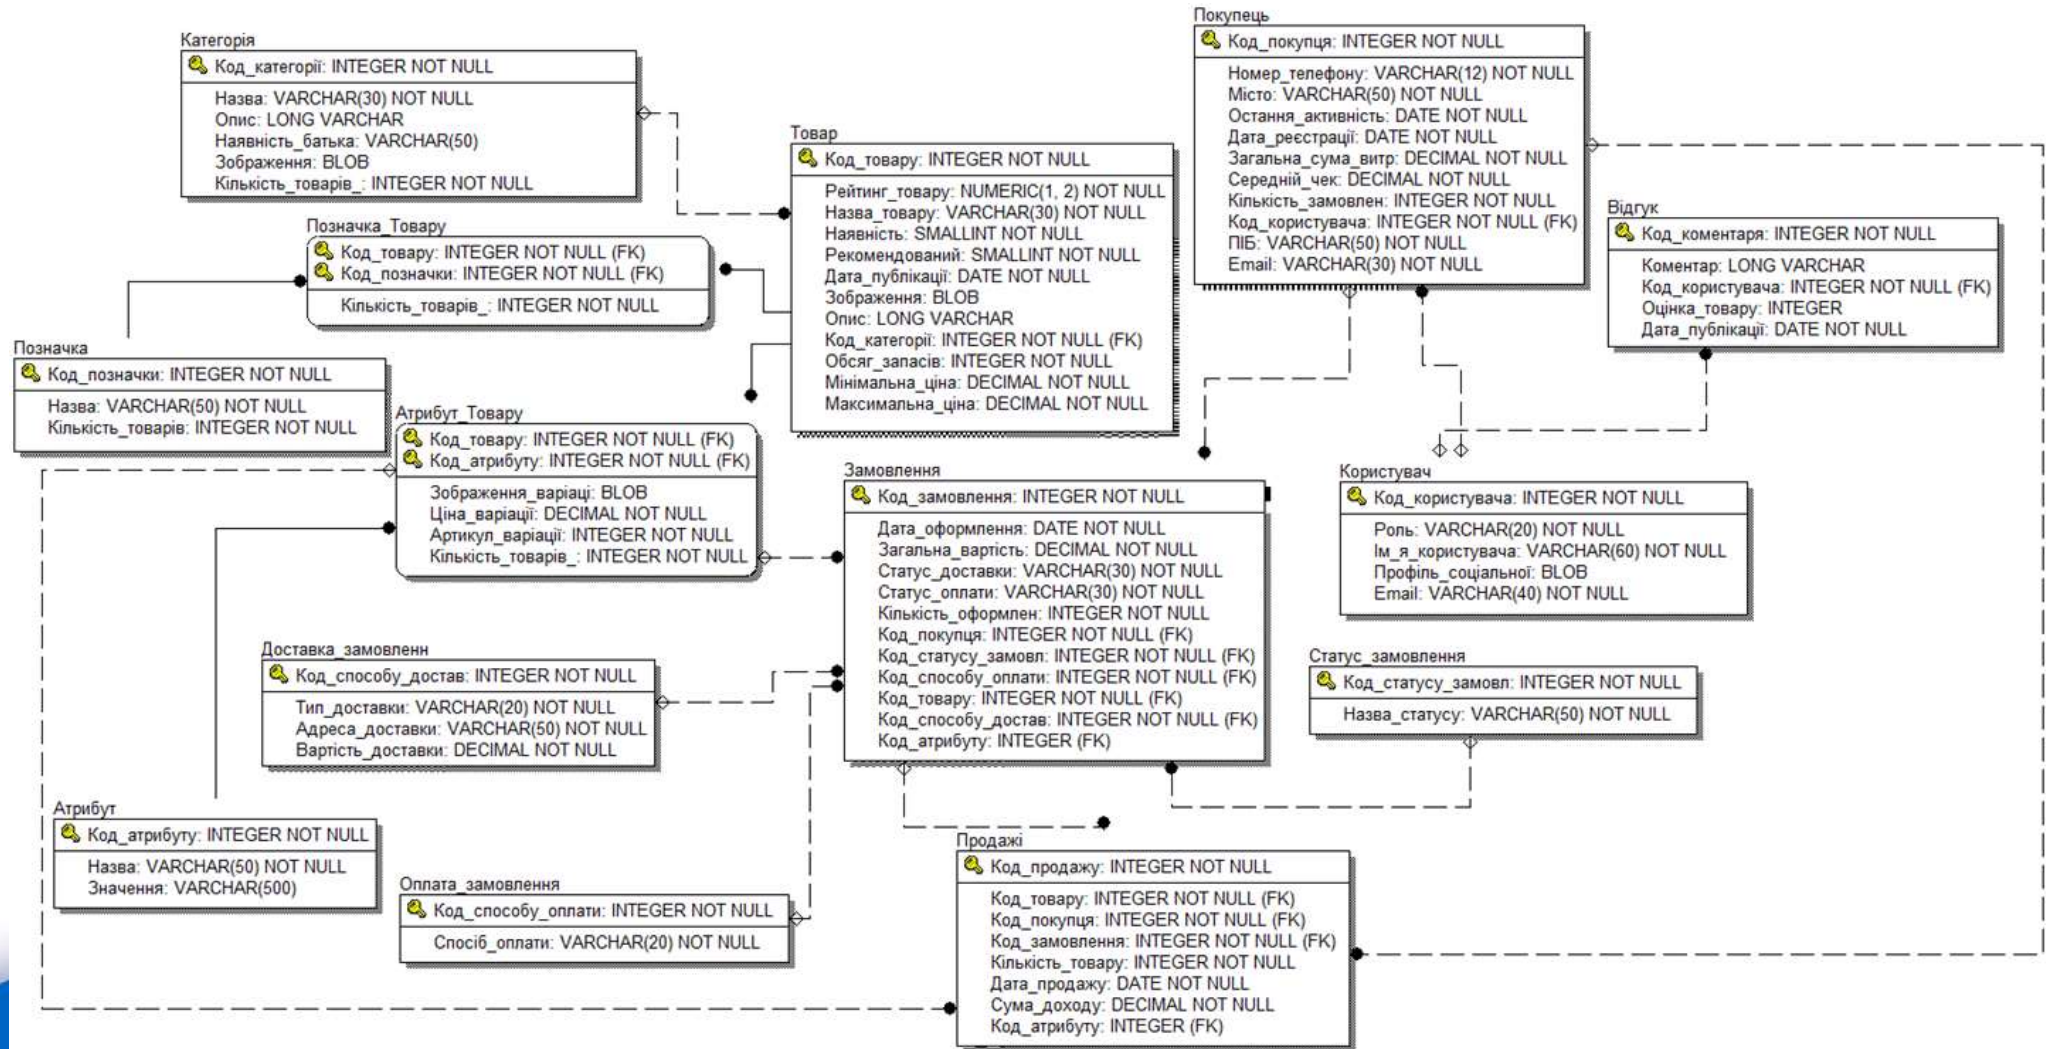 Категорія
Код_категорії: INTEGER NOT NULL
Назва: VARCHAR(30) NOT NULL
Опис: LONG VARCHAR
Наявність_батька: VARCHAR(50)
Зображення: BLOB
Кількість_товарів_: INTEGER NOT NULL
Позначка_Товару
Код_товару: INTEGER NOT NULL (FK)
Код_позначки: INTEGER NOT NULL (FK)
Кількість_товарів_: INTEGER NOT NULL
Позначка
Код_позначки: INTEGER NOT NULL
Назва: VARCHAR(50) NOT NULL
Кількість_товарів: INTEGER NOT NULL
Товар
Код_товару: INTEGER NOT NULL
Рейтинг_товару: NUMERIC(1, 2) NOT NULL
Назва_товару: VARCHAR(30) NOT NULL
Наявність: SMALLINT NOT NULL
Рекомендований: SMALLINT NOT NULL
Дата_публікації: DATE NOT NULL
Зображення: BLOB
Опис: LONG VARCHAR
Код_категорії: INTEGER NOT NULL (FK)
Обсяг_запасів: INTEGER NOT NULL
Мінімальна_ціна: DECIMAL NOT NULL
Максимальна_ціна: DECIMAL NOT NULL
Покупець
Код_покупця: INTEGER NOT NULL
Номер_телефону: VARCHAR(12) NOT NULL
Місто: VARCHAR(50) NOT NULL
Остання_активність: DATE NOT NULL
Дата_реєстрації: DATE NOT NULL
Загальна_сума_витр: DECIMAL NOT NULL
Середній_чек: DECIMAL NOT NULL
Кількість_замовлен: INTEGER NOT NULL
Код_користувача: INTEGER NOT NULL (FK)
ПІБ: VARCHAR(50) NOT NULL
Email: VARCHAR(30) NOT NULL
Відгук
Код_коментаря: INTEGER NOT NULL
Коментар: LONG VARCHAR
Код_користувача: INTEGER NOT NULL (FK)
Оцінка_товару: INTEGER
Дата_публікації: DATE NOT NULL
Атрибут_Товару
Код_товару: INTEGER NOT NULL (FK)
Код_атрибуту: INTEGER NOT NULL (FK)
Зображення_варіаці: BLOB
Ціна_варіації: DECIMAL NOT NULL
Артикул_варіації: INTEGER NOT NULL
Кількість_товарів_: INTEGER NOT NULL
Замовлення
Код_замовлення: INTEGER NOT NULL
Дата_оформлення: DATE NOT NULL
Загальна_вартість: DECIMAL NOT NULL
Статус_доставки: VARCHAR(30) NOT NULL
Статус_оплати: VARCHAR(30) NOT NULL
Кількість_оформлен: INTEGER NOT NULL
Код_покупця: INTEGER NOT NULL (FK)
Код_статусу_замовл: INTEGER NOT NULL (FK)
Код_способу_оплати: INTEGER NOT NULL (FK)
Код_товару: INTEGER NOT NULL (FK)
Код_способу_достав: INTEGER NOT NULL (FK)
Код_атрибуту: INTEGER (FK)
Користувач
Код_користувача: INTEGER NOT NULL
Роль: VARCHAR(20) NOT NULL
Ім_я_користувача: VARCHAR(60) NOT NULL
Профіль_соціальної: BLOB
Email: VARCHAR(40) NOT NULL
Доставка_замовленн
Код_способу_достав: INTEGER NOT NULL
Тип_доставки: VARCHAR(20) NOT NULL
Адреса_доставки: VARCHAR(50) NOT NULL
Вартість_доставки: DECIMAL NOT NULL
Статус_замовлення
Код_статусу_замовл: INTEGER NOT NULL
Назва_статусу: VARCHAR(50) NOT NULL
Атрибут
Код_атрибуту: INTEGER NOT NULL
Назва: VARCHAR(50) NOT NULL
Значення: VARCHAR(500)
Оплата_замовлення
Код_способу_оплати: INTEGER NOT NULL
Спосіб_оплати: VARCHAR(20) NOT NULL
Продажі
Код_продажу: INTEGER NOT NULL
Код_товару: INTEGER NOT NULL (FK)
Код_покупця: INTEGER NOT NULL (FK)
Код_замовлення: INTEGER NOT NULL (FK)
Кількість_товару: INTEGER NOT NULL
Дата_продажу: DATE NOT NULL
Сума_доходу: DECIMAL NOT NULL
Код_атрибуту: INTEGER (FK)